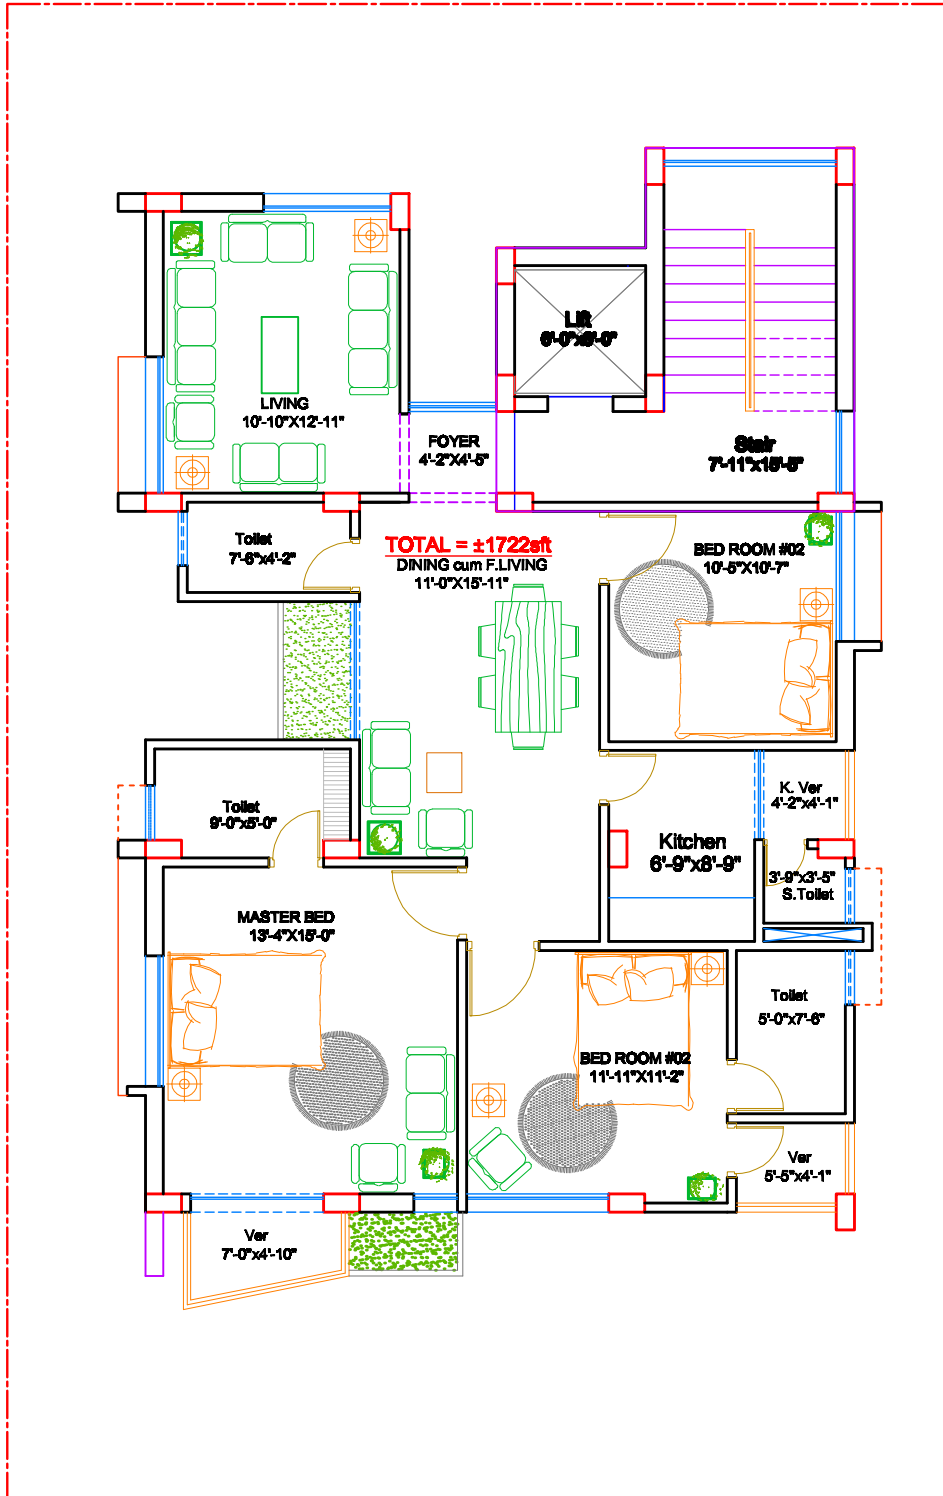 Lift
6'-0"x6'-0"
LIVING
10'-10"X12'-11"
FOYER
4'-2"X4'-5"
Stair
7'-11"x15'-5"
Toilet
7'-6"x4'-2"
TOTAL = ±1722sft
DINING cum F.LIVING
11'-0"X15'-11"
BED ROOM #02
10'-5"X10'-7"
K. Ver
4'-2"x4'-1"
Toilet
9'-0"x5'-0"
Kitchen
6'-9"x8'-9"
3'-9"x3'-5"
S.Toilet
MASTER BED
13'-4"X15'-0"
Toilet
5'-0"x7'-6"
BED ROOM #02
11'-11"X11'-2"
Ver
5'-5"x4'-1"
Ver
7'-0"x4'-10"